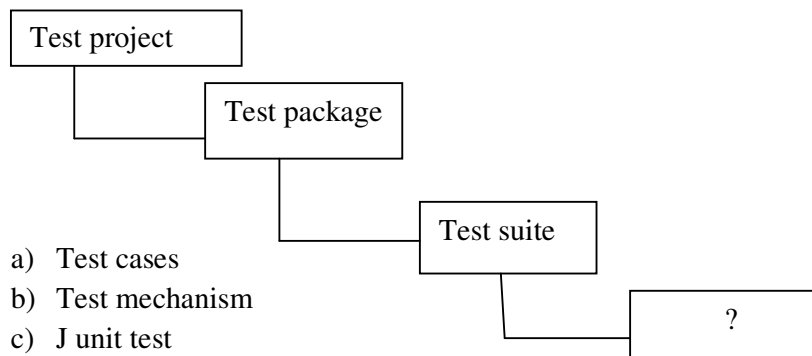 Test project
Test package
Test suite
a) Test cases
b) Test mechanism
?
c) J unit test